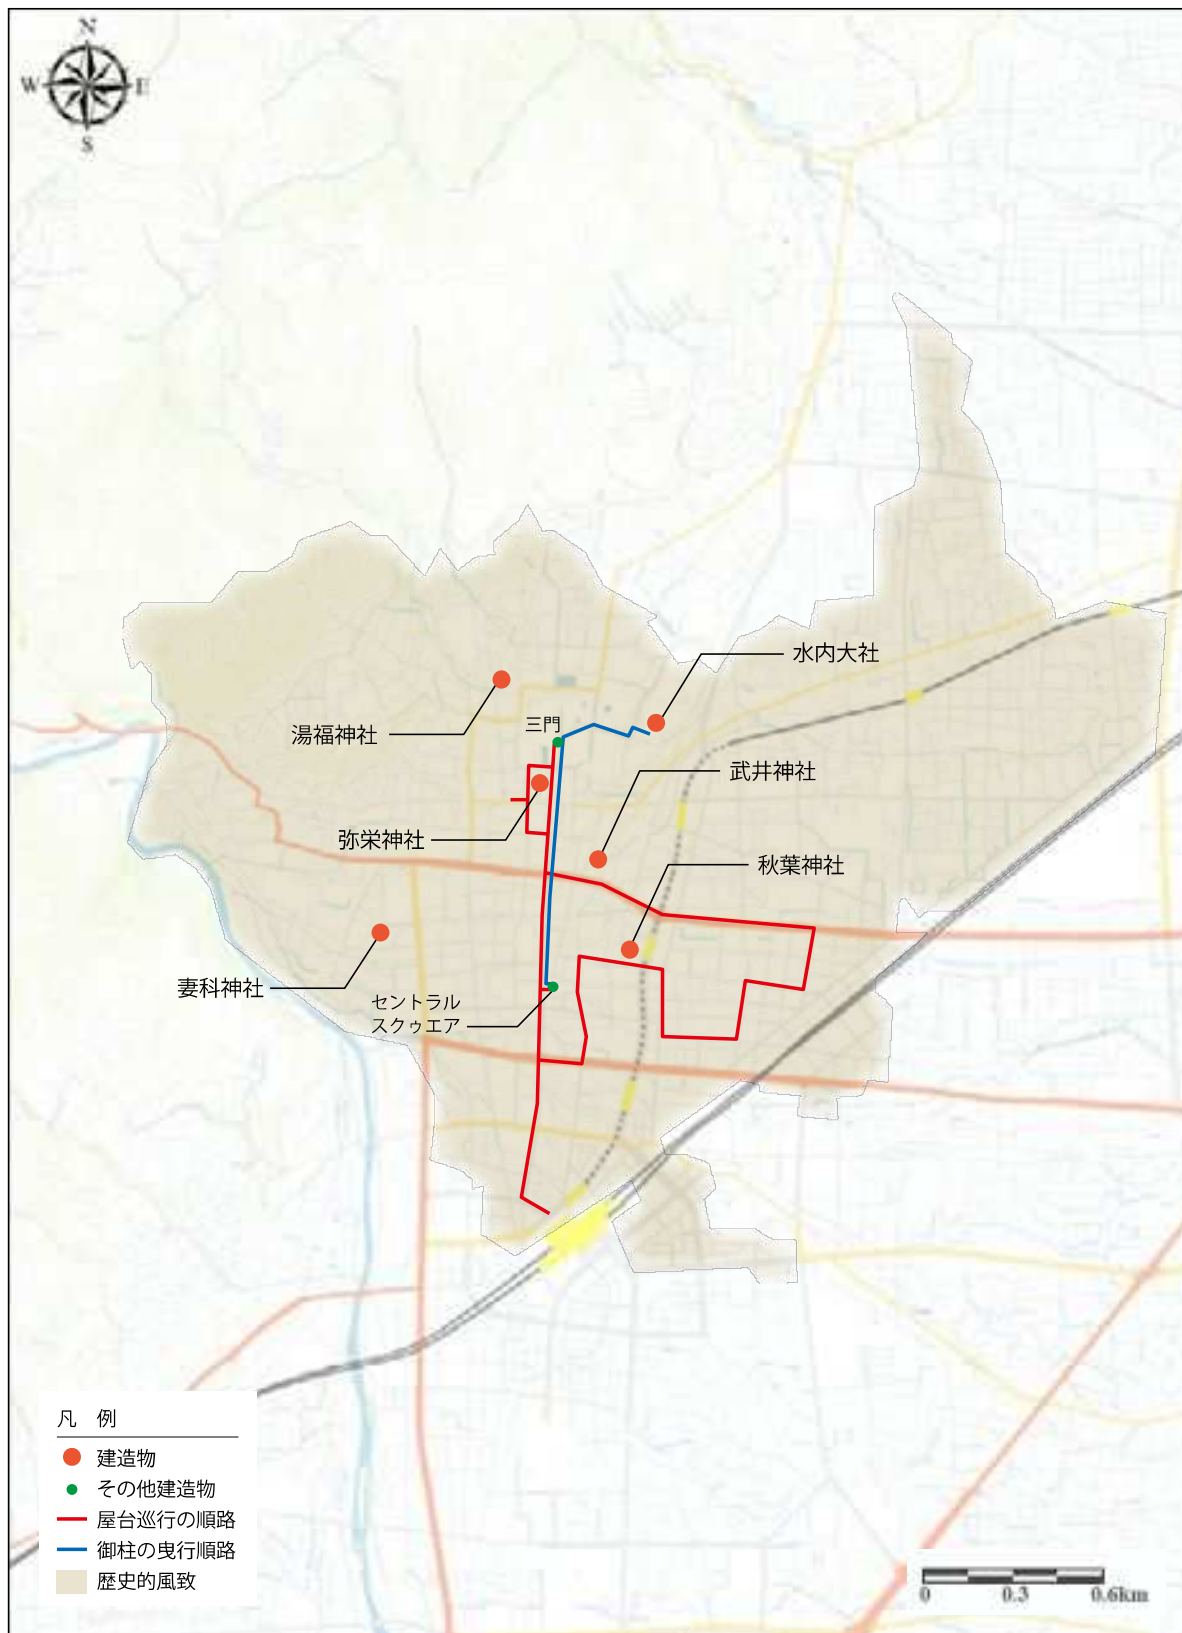 N
W
E
S
水内大社
湯福神社
三門
武井神社
弥栄神社
秋葉神社
妻科神社
セントラル
スクゥエア
凡 例
建造物
その他建造物
屋台巡行の順路
御柱の曳行順路
歴史的風致
0 0.3 0.6km